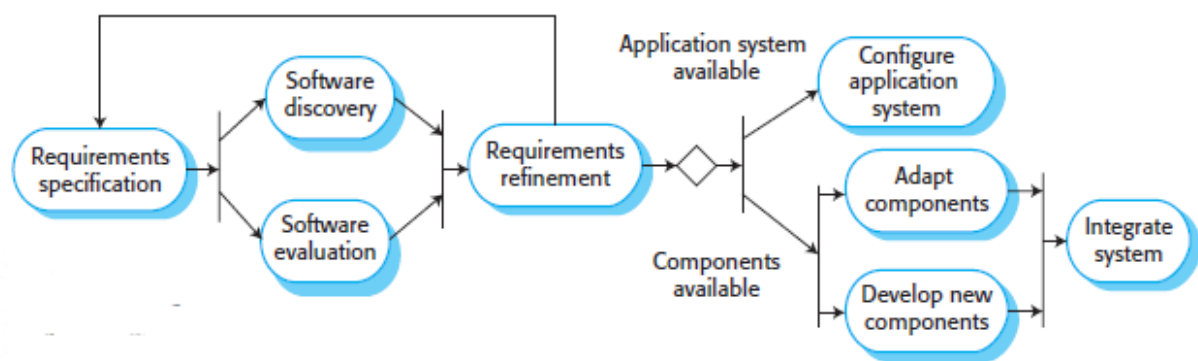 Requirements
specification
Software
discovery
Software
evaluation
Requirements
refinement
Application system
available
Configure
application
system
Components
available
Adapt
components
Develop new
components
Integrate
system